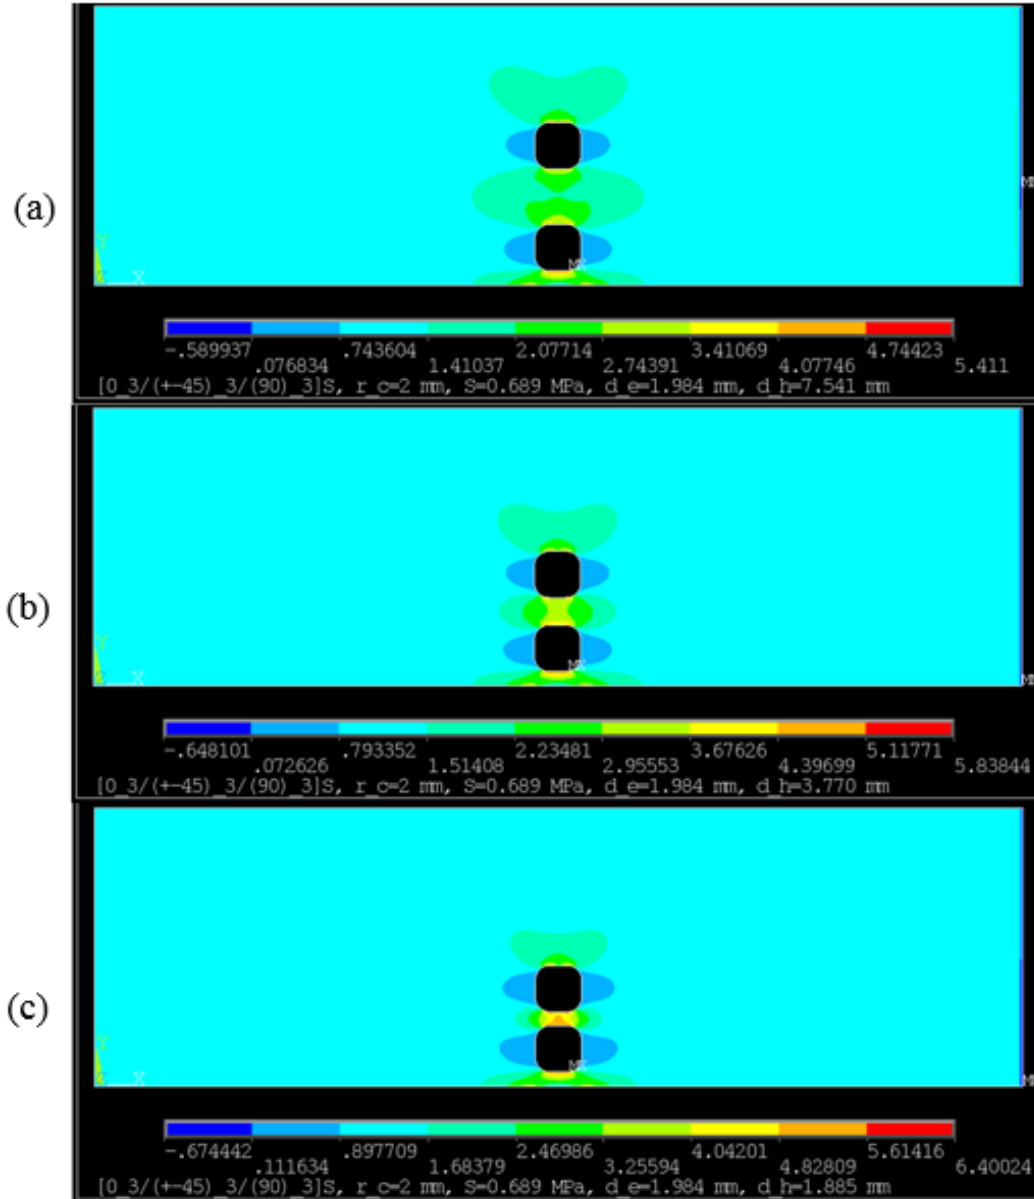 (a)
Y
Z X
MN
MX
-.589937 .743604 2.07714 3.41069 4.74423
.076834 1.41037 2.74391 4.07746 5.411
[0_3/(+-45)_3/(90)_3]S, r_c=2 mm, S=0.689 MPa, d_e=1.984 mm, d_h=7.541 mm
(b)
Y
Z X
MX
-.648101 .793352 2.23481 3.67626 5.11771
.072626 1.51408 2.95553 4.39699 5.83844
[0_3/(+-45)_3/(90)_3]S, r_c=2 mm, S=0.689 MPa, d_e=1.984 mm, d_h=3.770 mm
(c)
Y
Z X
MX
-.674442 .897709 2.46986 4.04201 5.61416
.111634 1.68379 3.25594 4.82809 6.40024
[0_3/(+-45)_3/(90)_3]S, r_c=2 mm, S=0.689 MPa, d_e=1.984 mm, d_h=1.885 mm